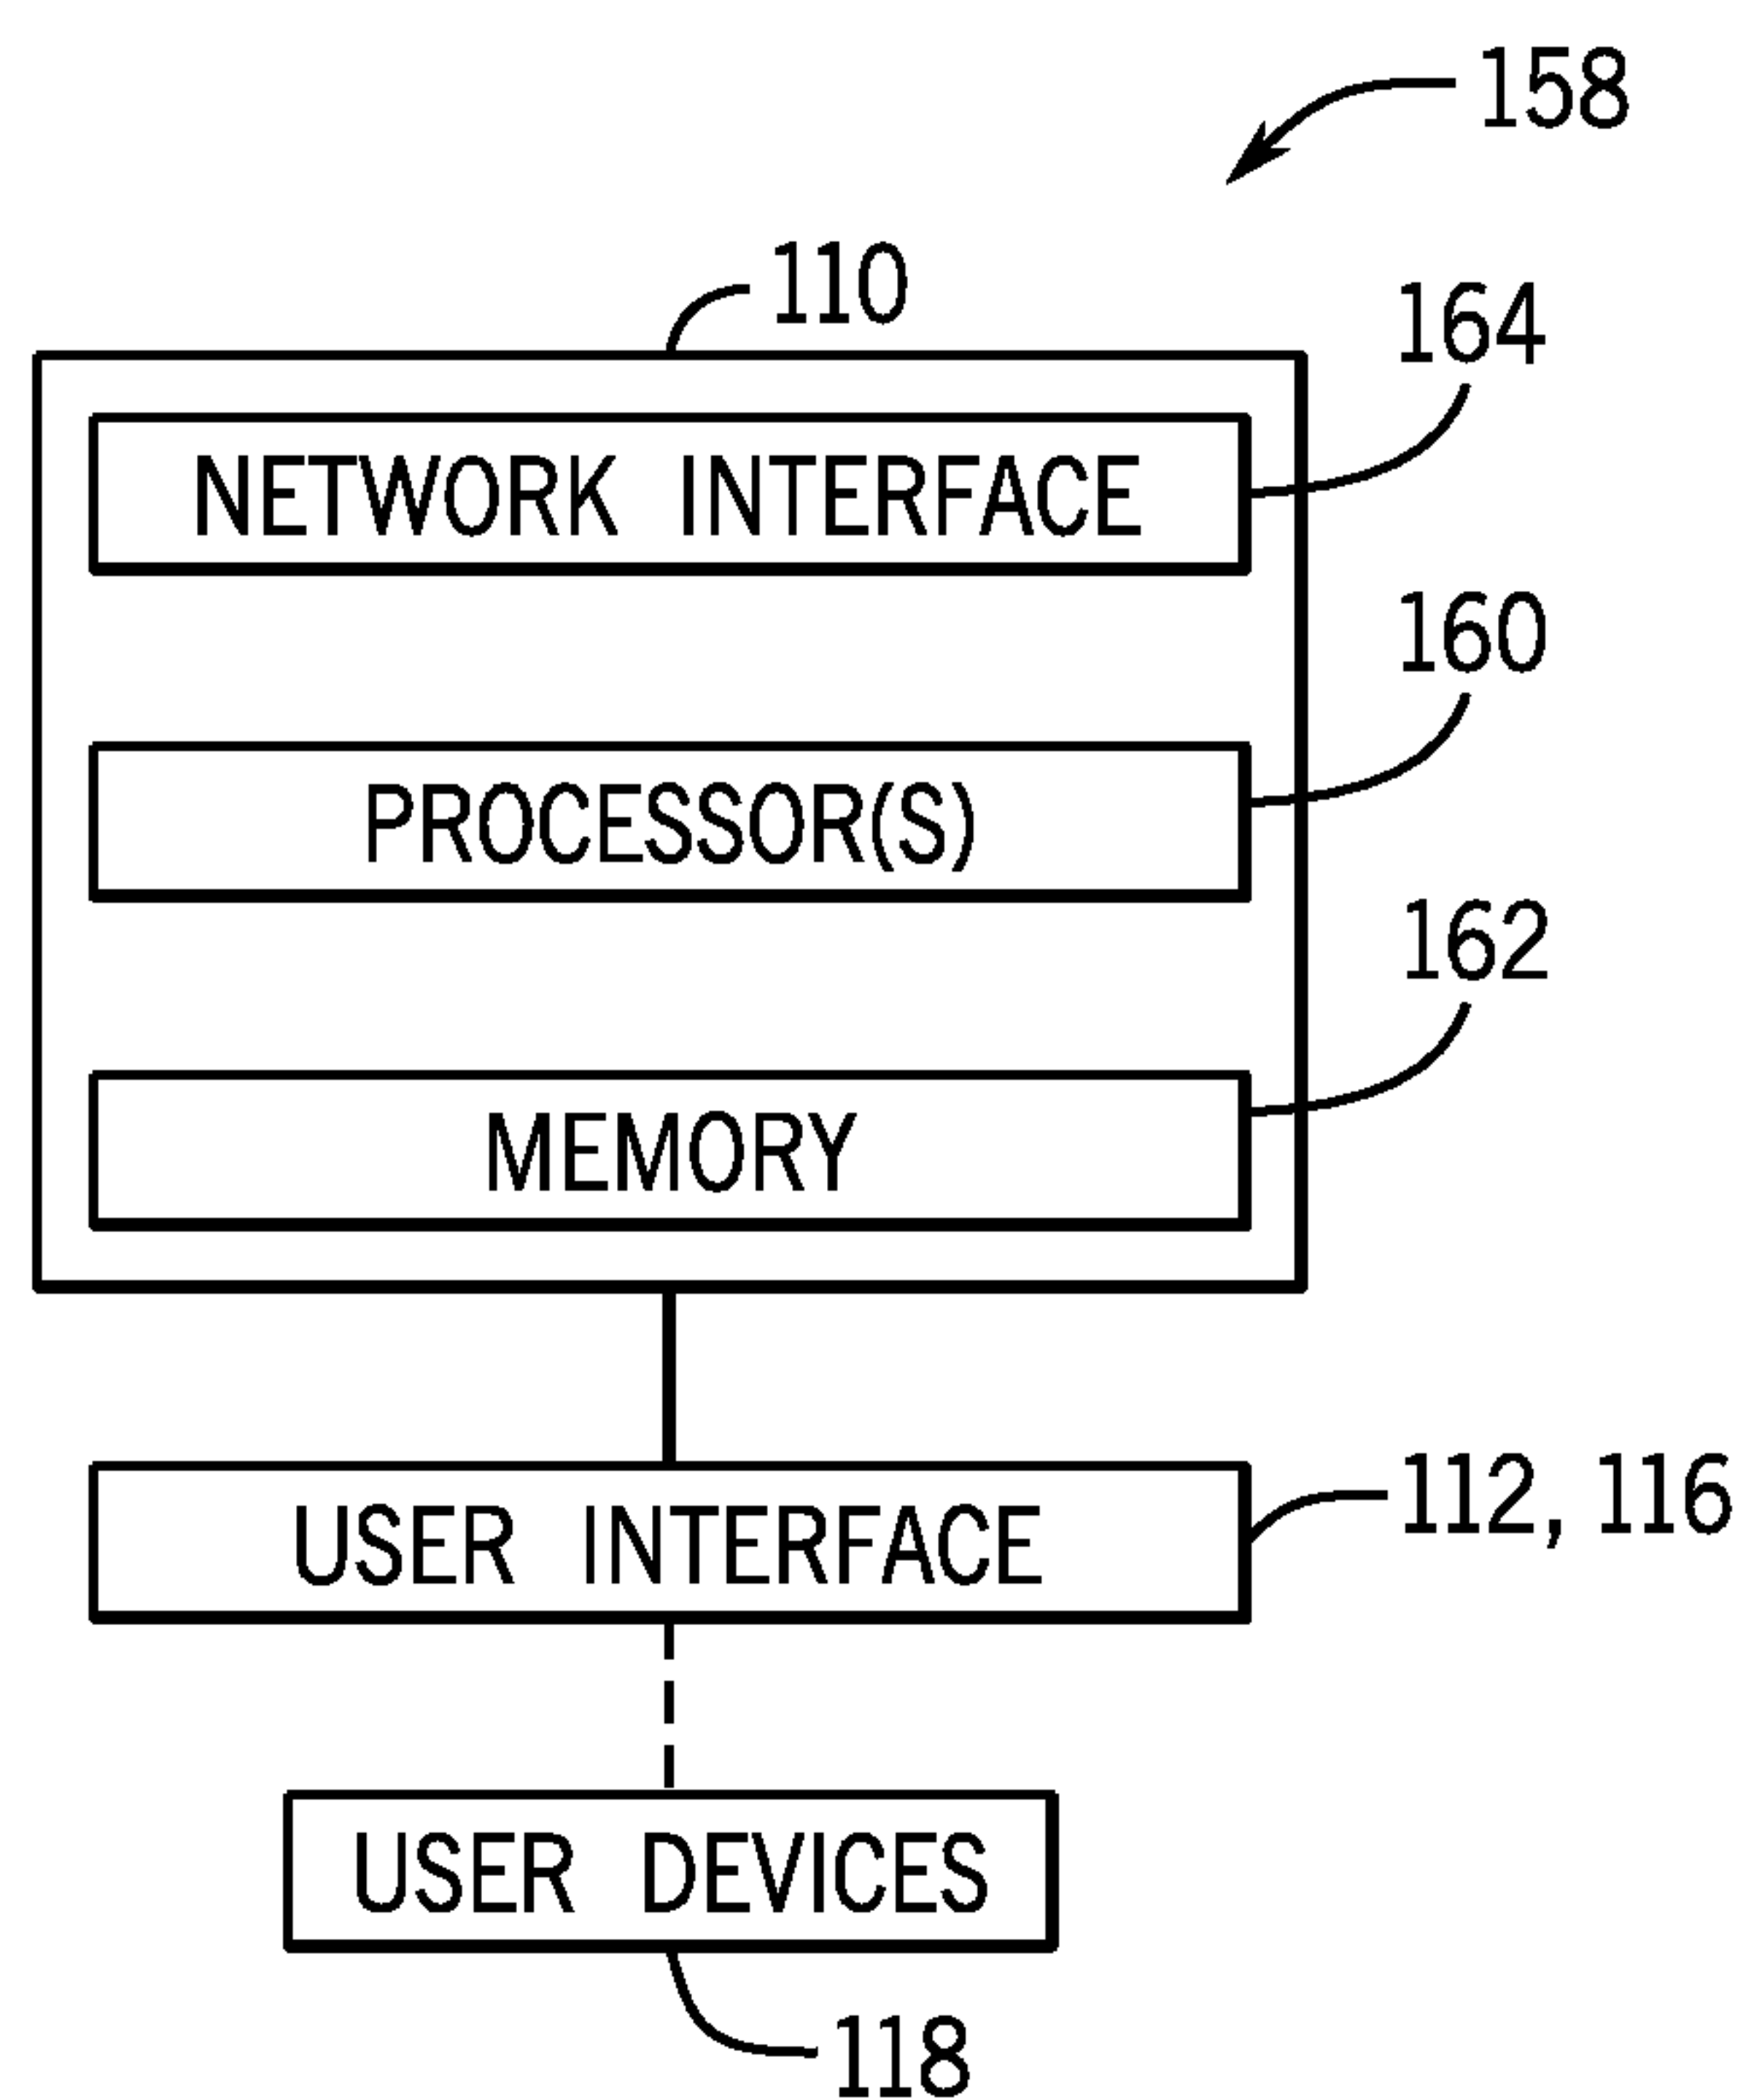 158
110
164
NETWORK INTERFACE
160
PROCESSOR(S)
162
MEMORY
112, 116
USER INTERFACE
USER DEVICES
118